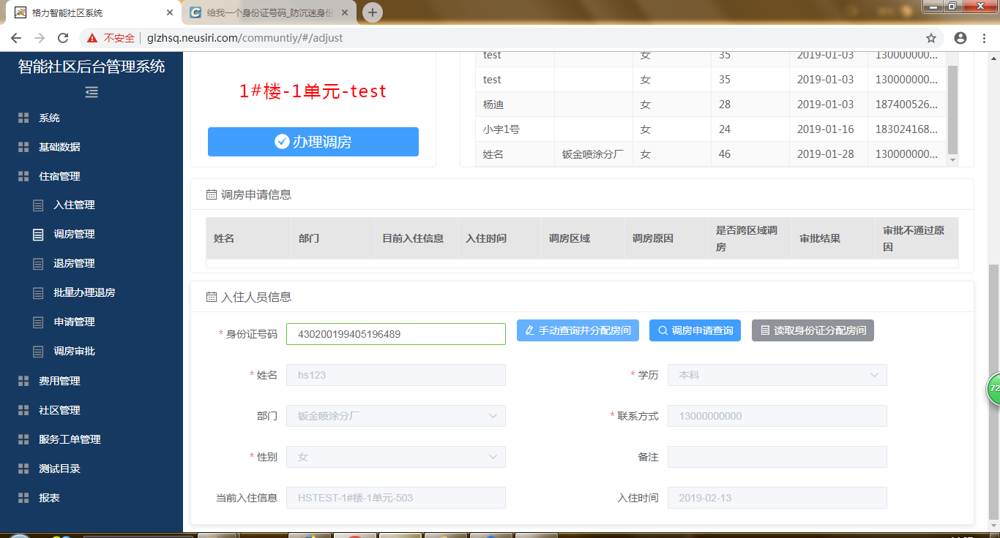 格力智能社区系统
给我一个身份证号码_防沉迷身份
不安全 glzhsq.neusiri.com/communtiy/#/adjust
智能社区后台管理系统
系统
基础数据
住宿管理
入住管理
调房管理
退房管理
批量办理退房
申请管理
调房审批
费用管理
社区管理
服务工单管理
测试目录
报表
1#楼-1单元-test
办理调房
test 女 35 2019-01-03 130000000...
test 女 35 2019-01-03 130000000...
杨迪 女 28 2019-01-03 187400526...
小宇1号 女 24 2019-01-16 183024168...
姓名 钣金喷涂分厂 女 46 2019-01-28 130000000...
调房申请信息
姓名 部门 目前入住信息 入住时间 调房区域 调房原因 是否跨区域调房 审批结果 审批不通过原因
入住人员信息
* 身份证号码 430200199405196489 手动查询并分配房间 调房申请查询 读取身份证分配房间
* 姓名 hs123 * 学历 本科
部门 钣金喷涂分厂 * 联系方式 13000000000
* 性别 女 备注
当前入住信息 HSTEST-1#楼-1单元-503 入住时间 2019-02-13
72